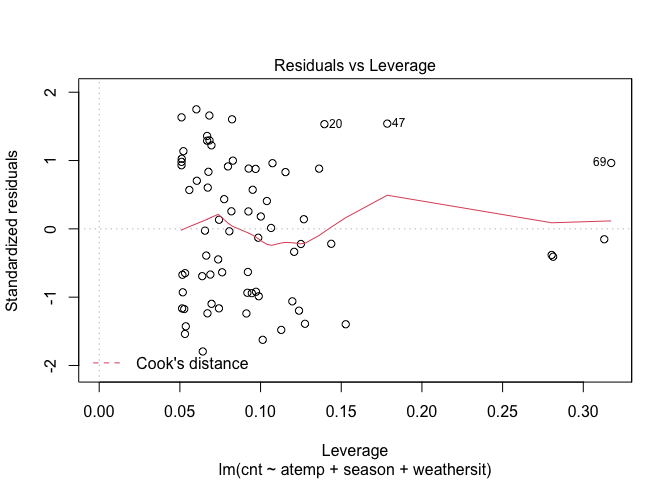 Residuals vs Leverage
Standardized residuals
2
1
0
-1
-2
20
47
69
Cook's distance
0.00 0.05 0.10 0.15 0.20 0.25 0.30
Leverage
lm(cnt ~ atemp + season + weathersit)